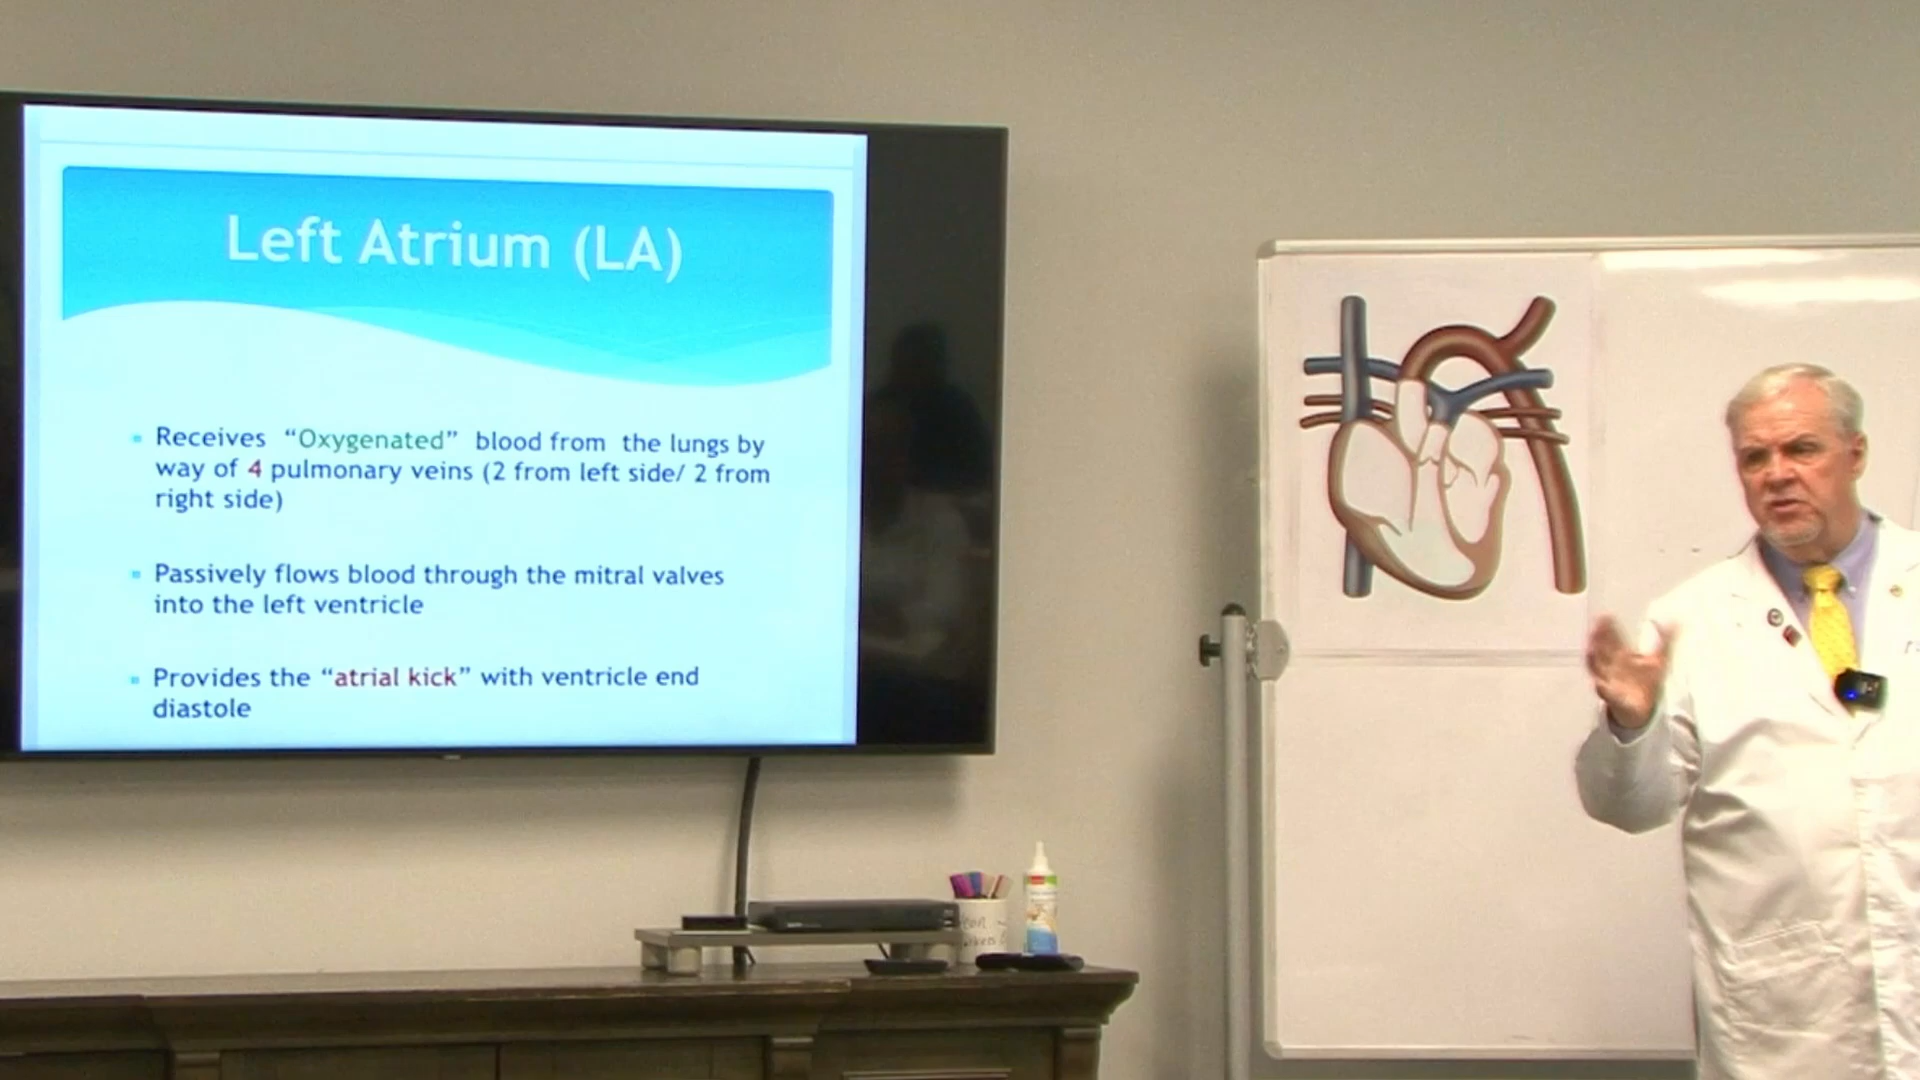 Left Atrium (LA)
Receives “Oxygenated” blood from the lungs by
way of 4 pulmonary veins (2 from left side/ 2 from
right side)
Passively flows blood through the mitral valves
into the left ventricle
Provides the “atrial kick” with ventricle end
diastole